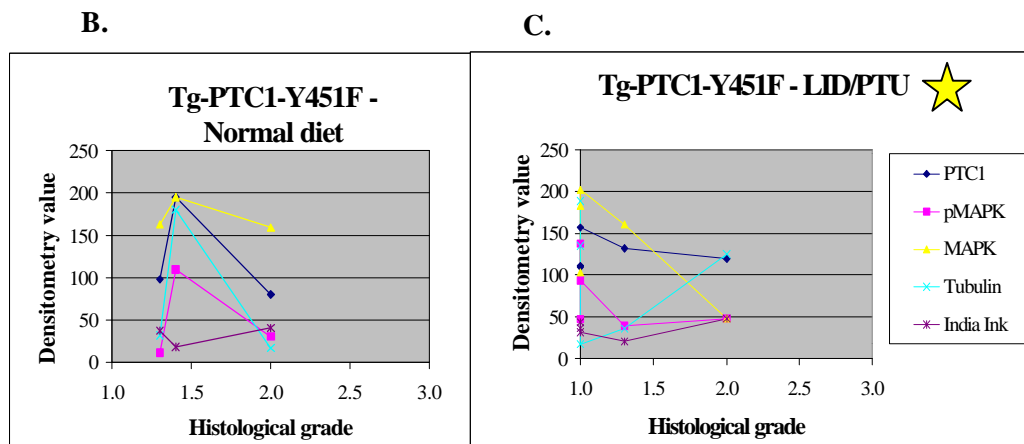 B.
Tg-PTC1-Y451F -
Normal diet
Densitometry value
250
200
150
100
50
0
1.0 1.5 2.0 2.5 3.0
Histological grade
C.
Tg-PTC1-Y451F - LID/PTU
Densitometry value
250
200
150
100
50
0
1.0 1.5 2.0 2.5 3.0
Histological grade
PTC1
pMAPK
MAPK
Tubulin
India Ink